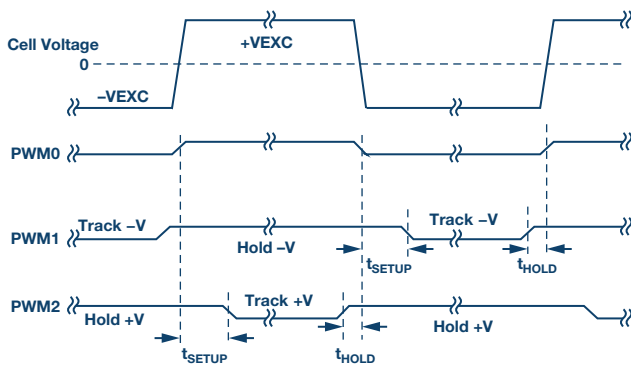 Cell Voltage
+VEXC
0
–VEXC
PWM0
Track –V
Track –V
PWM1
Hold –V
tSETUP
tHOLD
Track +V
PWM2
Hold +V
Hold +V
tSETUP
tHOLD